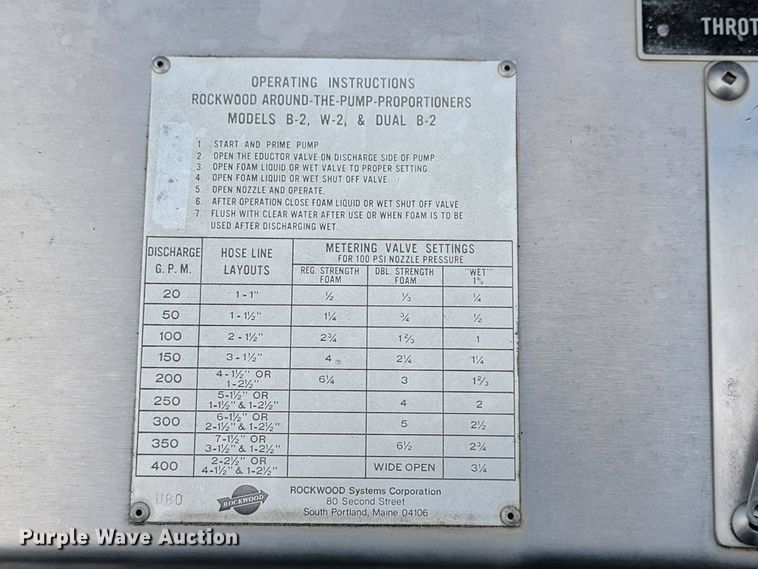 THROT
OPERATING INSTRUCTIONS
ROCKWOOD AROUND-THE-PUMP-PROPORTIONERS
MODELS B-2, W-2, & DUAL B-2
1. START AND PRIME PUMP
2. OPEN THE EDUCTOR VALVE ON DISCHARGE SIDE OF PUMP.
3. OPEN FOAM LIQUID OR WET VALVE TO PROPER SETTING.
4. OPEN FOAM LIQUID OR WET SHUT OFF VALVE.
5. OPEN NOZZLE AND OPERATE.
6. AFTER OPERATION CLOSE FOAM LIQUID OR WET SHUT OFF VALVE
7. FLUSH WITH CLEAR WATER AFTER USE OR WHEN FOAM IS TO BE
USED AFTER DISCHARGING WET.
DISCHARGE G.P.M. HOSE LINE LAYOUTS METERING VALVE SETTINGS
FOR 100 PSI NOZZLE PRESSURE
REG. STRENGTH FOAM DBL. STRENGTH FOAM "WET" 1%
20 1-1" ½ ⅓ ¼
50 1-1½" 1¼ ¾ ½
100 2-1½" 2¾ 1⅔ 1
150 3-1½" 4 2¼ 1¼
200 4-1½" OR 1-2½" 6¼ 3 1⅔
250 5-1½" OR 1-1½" & 1-2½" 4 2
300 6-1½" OR 2-1½" & 1-2½" 5 2½
350 7-1½" OR 3-1½" & 1-2½" 6½ 2¾
400 2-2½" OR 4-1½" & 1-2½" WIDE OPEN 3¼
1180
ROCKWOOD
ROCKWOOD Systems Corporation
80 Second Street
South Portland, Maine 04106
Purple Wave Auction